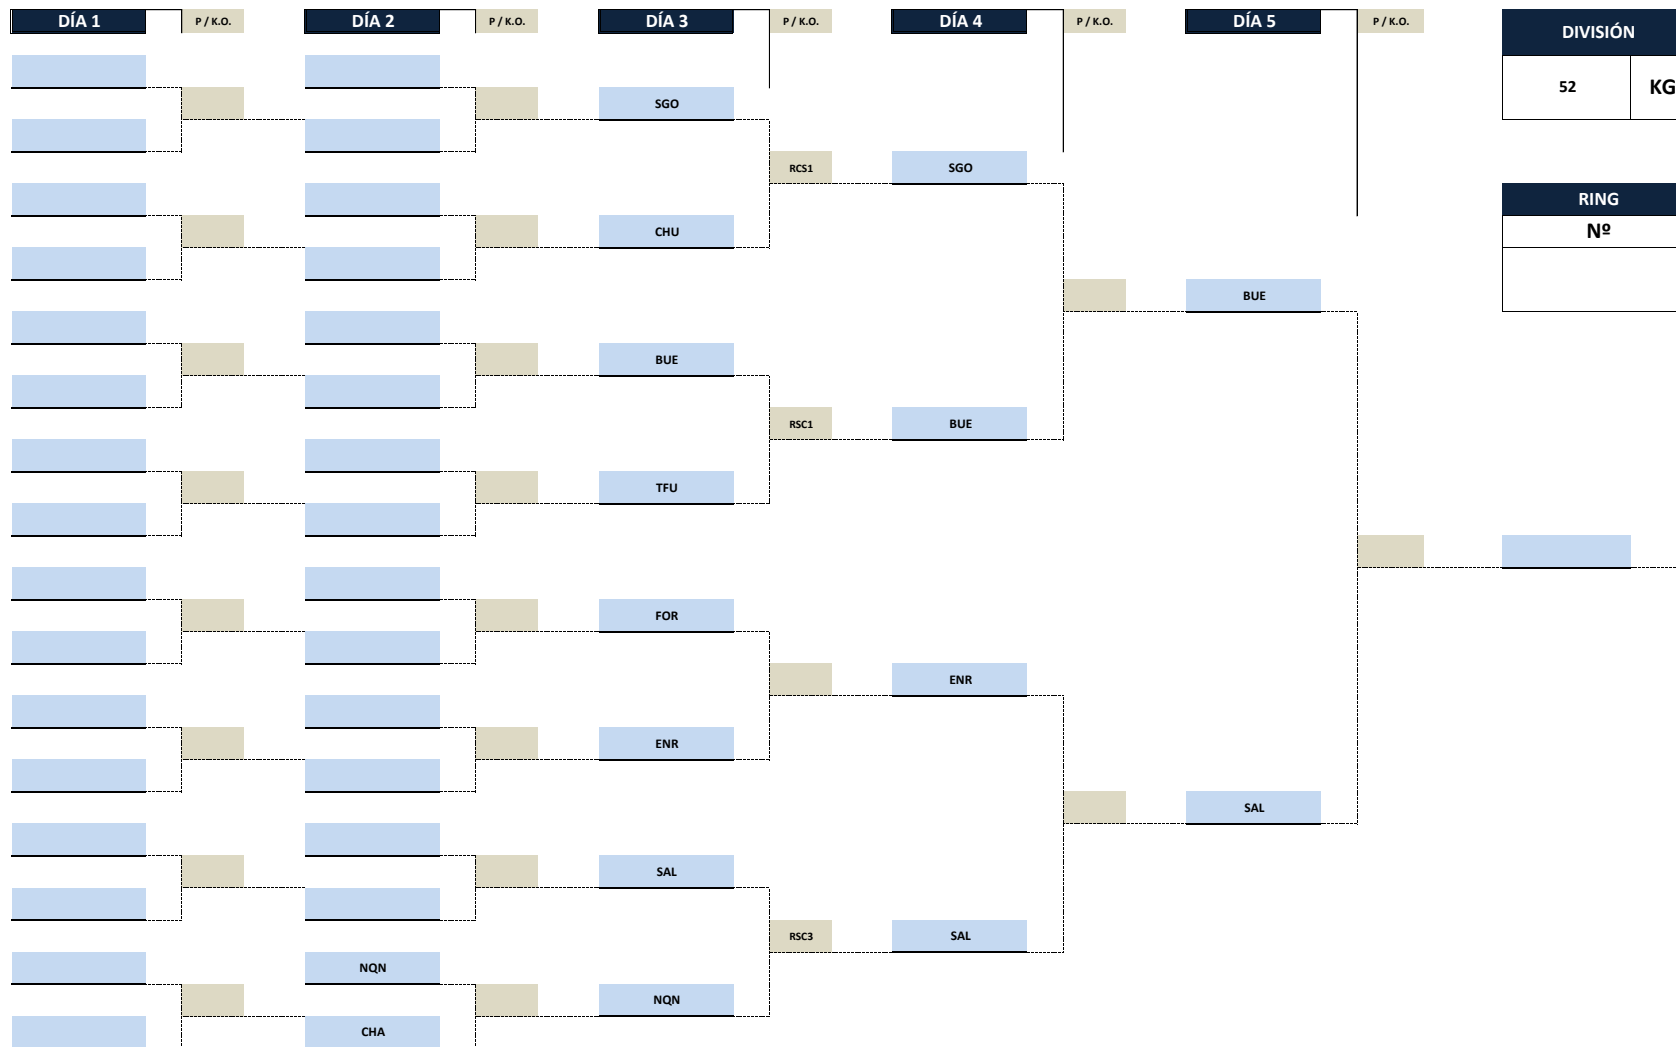 DÍA 1 P / K.O. DÍA 2 P / K.O. DÍA 3 P / K.O. DÍA 4 P / K.O. DÍA 5 P / K.O. DIVISIÓN
52 KG
SGO
RCS1 SGO
RING
CHU
Nº
BUE
BUE
RSC1 BUE
TFU
FOR
ENR
ENR
SAL
SAL
RSC3 SAL
NQN
NQN
CHA